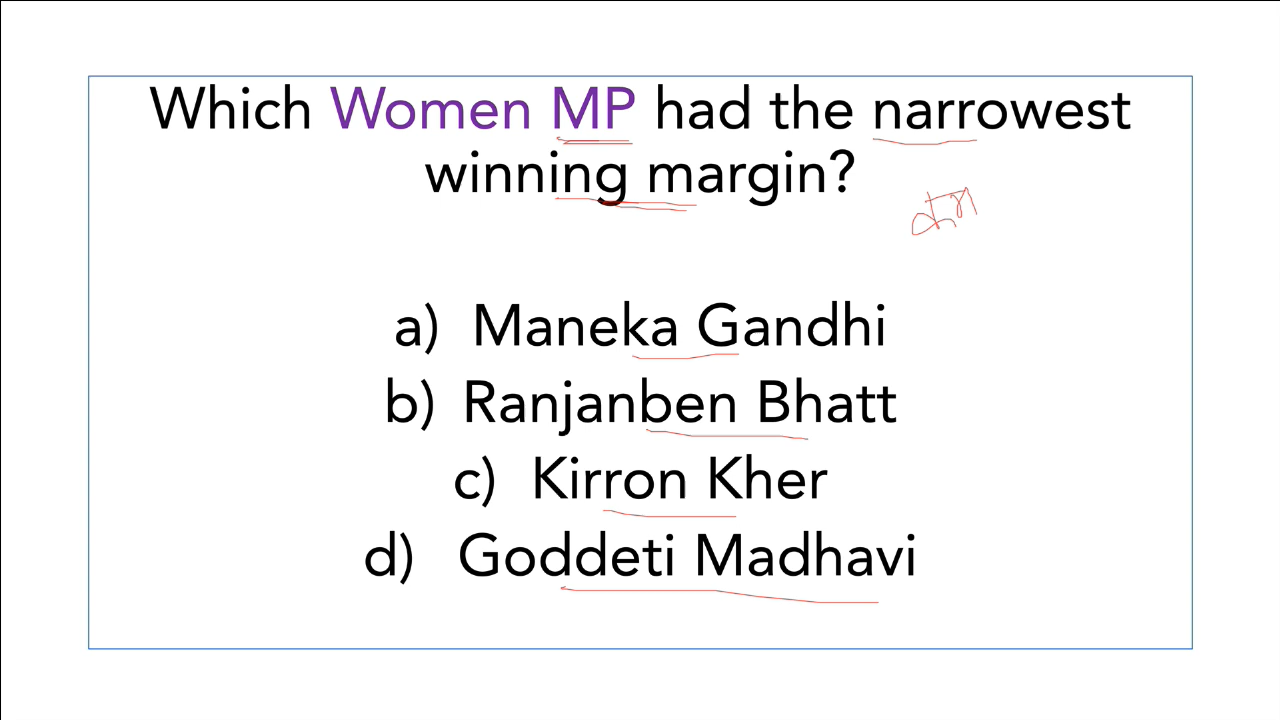 Which Women MP had the narrowest
winning margin?
a) Maneka Gandhi
b) Ranjanben Bhatt
c) Kirron Kher
d) Goddeti Madhavi